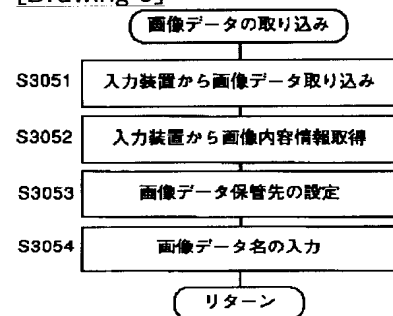 画像データの取り込み
S3051 入力装置から画像データ取り込み
S3052 入力装置から画像内容情報取得
S3053 画像データ保管先の設定
S3054 画像データ名の入力
リターン